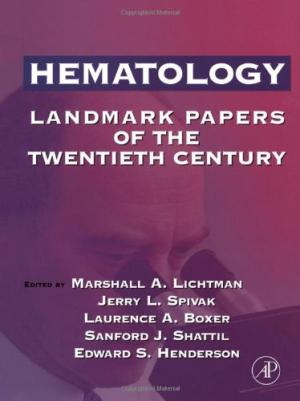 HEMATOLOGY
LANDMARK PAPERS
OF THE
TWENTIETH CENTURY
EDITED BY MARSHALL A. LICHTMAN
JERRY L. SPIVAK
LAURENCE A. BOXER
SANFORD J. SHATTIL
EDWARD S. HENDERSON
AP